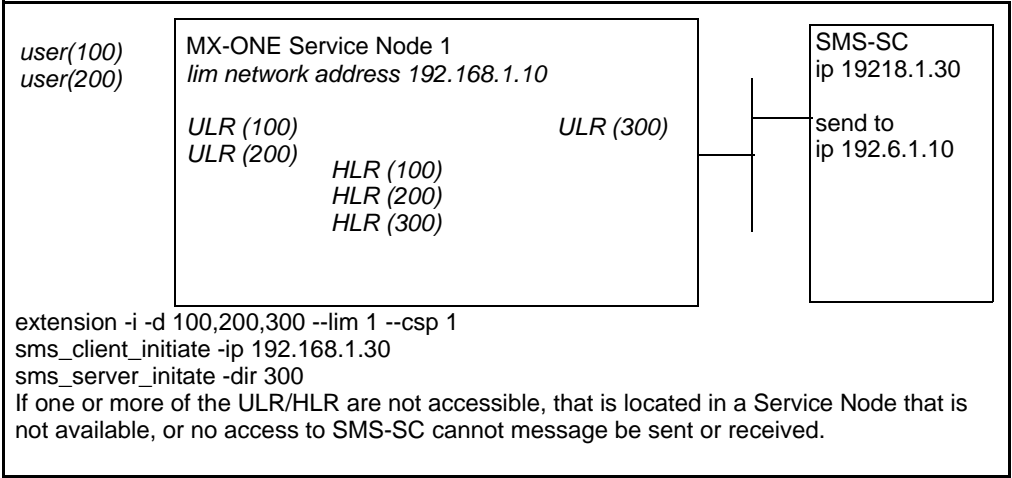 user(100)
user(200)
MX-ONE Service Node 1
lim network address 192.168.1.10
ULR (100)
ULR (200)
ULR (300)
HLR (100)
HLR (200)
HLR (300)
SMS-SC
ip 19218.1.30
send to
ip 192.6.1.10
extension -i -d 100,200,300 --lim 1 --csp 1
sms_client_initiate -ip 192.168.1.30
sms_server_initate -dir 300
If one or more of the ULR/HLR are not accessible, that is located in a Service Node that is
not available, or no access to SMS-SC cannot message be sent or received.